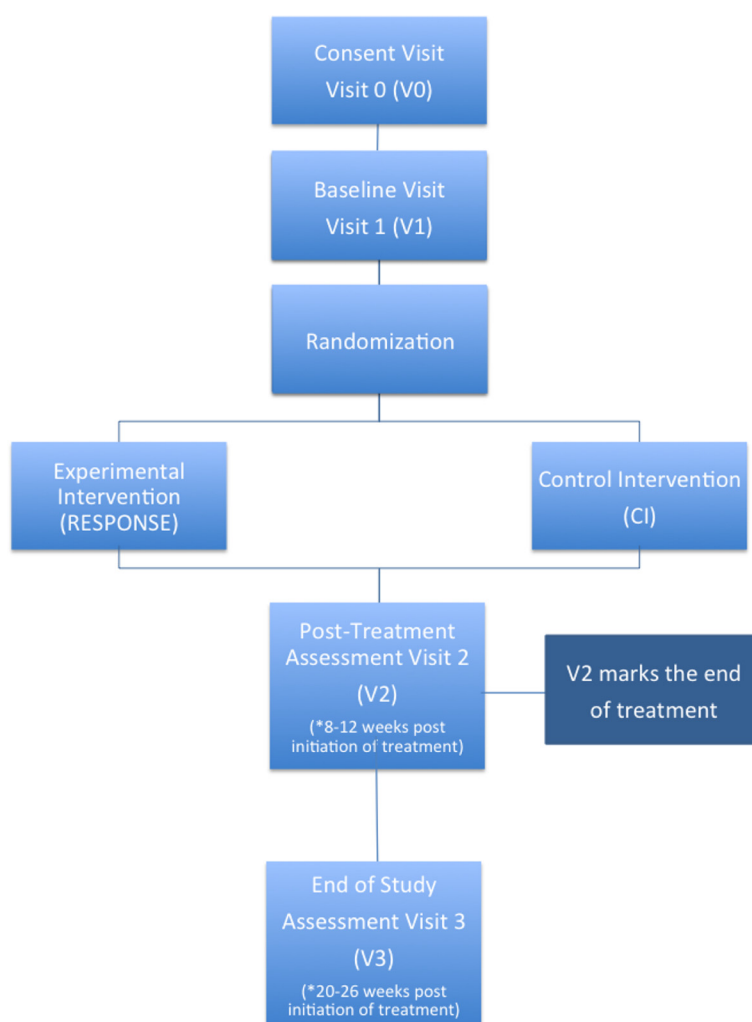 Consent Visit
Visit 0 (V0)
Baseline Visit
Visit 1 (V1)
Randomization
Experimental
Intervention
(RESPONSE)
Control Intervention
(CI)
Post-Treatment
Assessment Visit 2
(V2)
(*8-12 weeks post
initiation of treatment)
V2 marks the end
of treatment
End of Study
Assessment Visit 3
(V3)
(*20-26 weeks post
initiation of treatment)